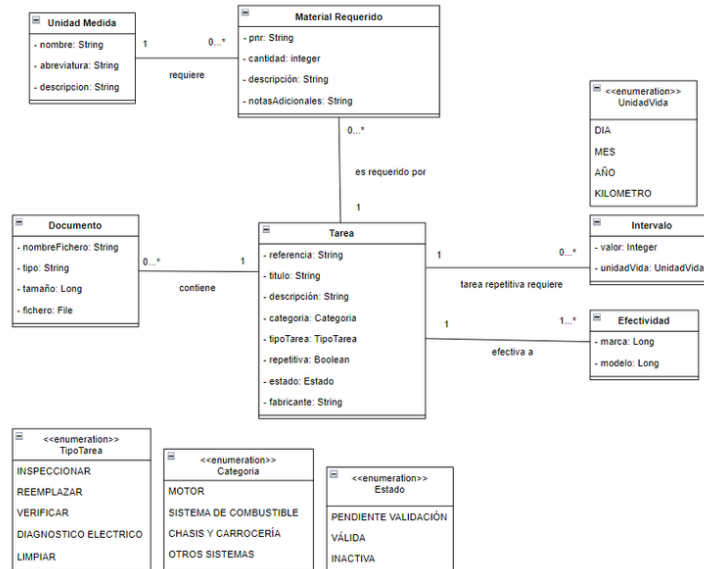 Unidad Medida
- nombre: String
- abreviatura: String
- descripcion: String
1
0...*
requiere
Material Requerido
- pnr: String
- cantidad: integer
- descripción: String
- notasAdicionales: String
0...*
es requerido por
1
<<enumeration>>
UnidadVida
DIA
MES
AÑO
KILOMETRO
Documento
- nombreFichero: String
- tipo: String
- tamaño: Long
- fichero: File
0...*
1
contiene
Tarea
- referencia: String
- titulo: String
- descripción: String
- categoria: Categoria
- tipoTarea: TipoTarea
- repetitiva: Boolean
- estado: Estado
- fabricante: String
1
0...*
tarea repetitiva requiere
Intervalo
- valor: Integer
- unidadVida: UnidadVida
1
1...*
efectiva a
Efectividad
- marca: Long
- modelo: Long
<<enumeration>>
TipoTarea
INSPECCIONAR
REEMPLAZAR
VERIFICAR
DIAGNOSTICO ELECTRICO
LIMPIAR
<<enumeration>>
Categoria
MOTOR
SISTEMA DE COMBUSTIBLE
CHASIS Y CARROCERÍA
OTROS SISTEMAS
<<enumeration>>
Estado
PENDIENTE VALIDACIÓN
VÁLIDA
INACTIVA